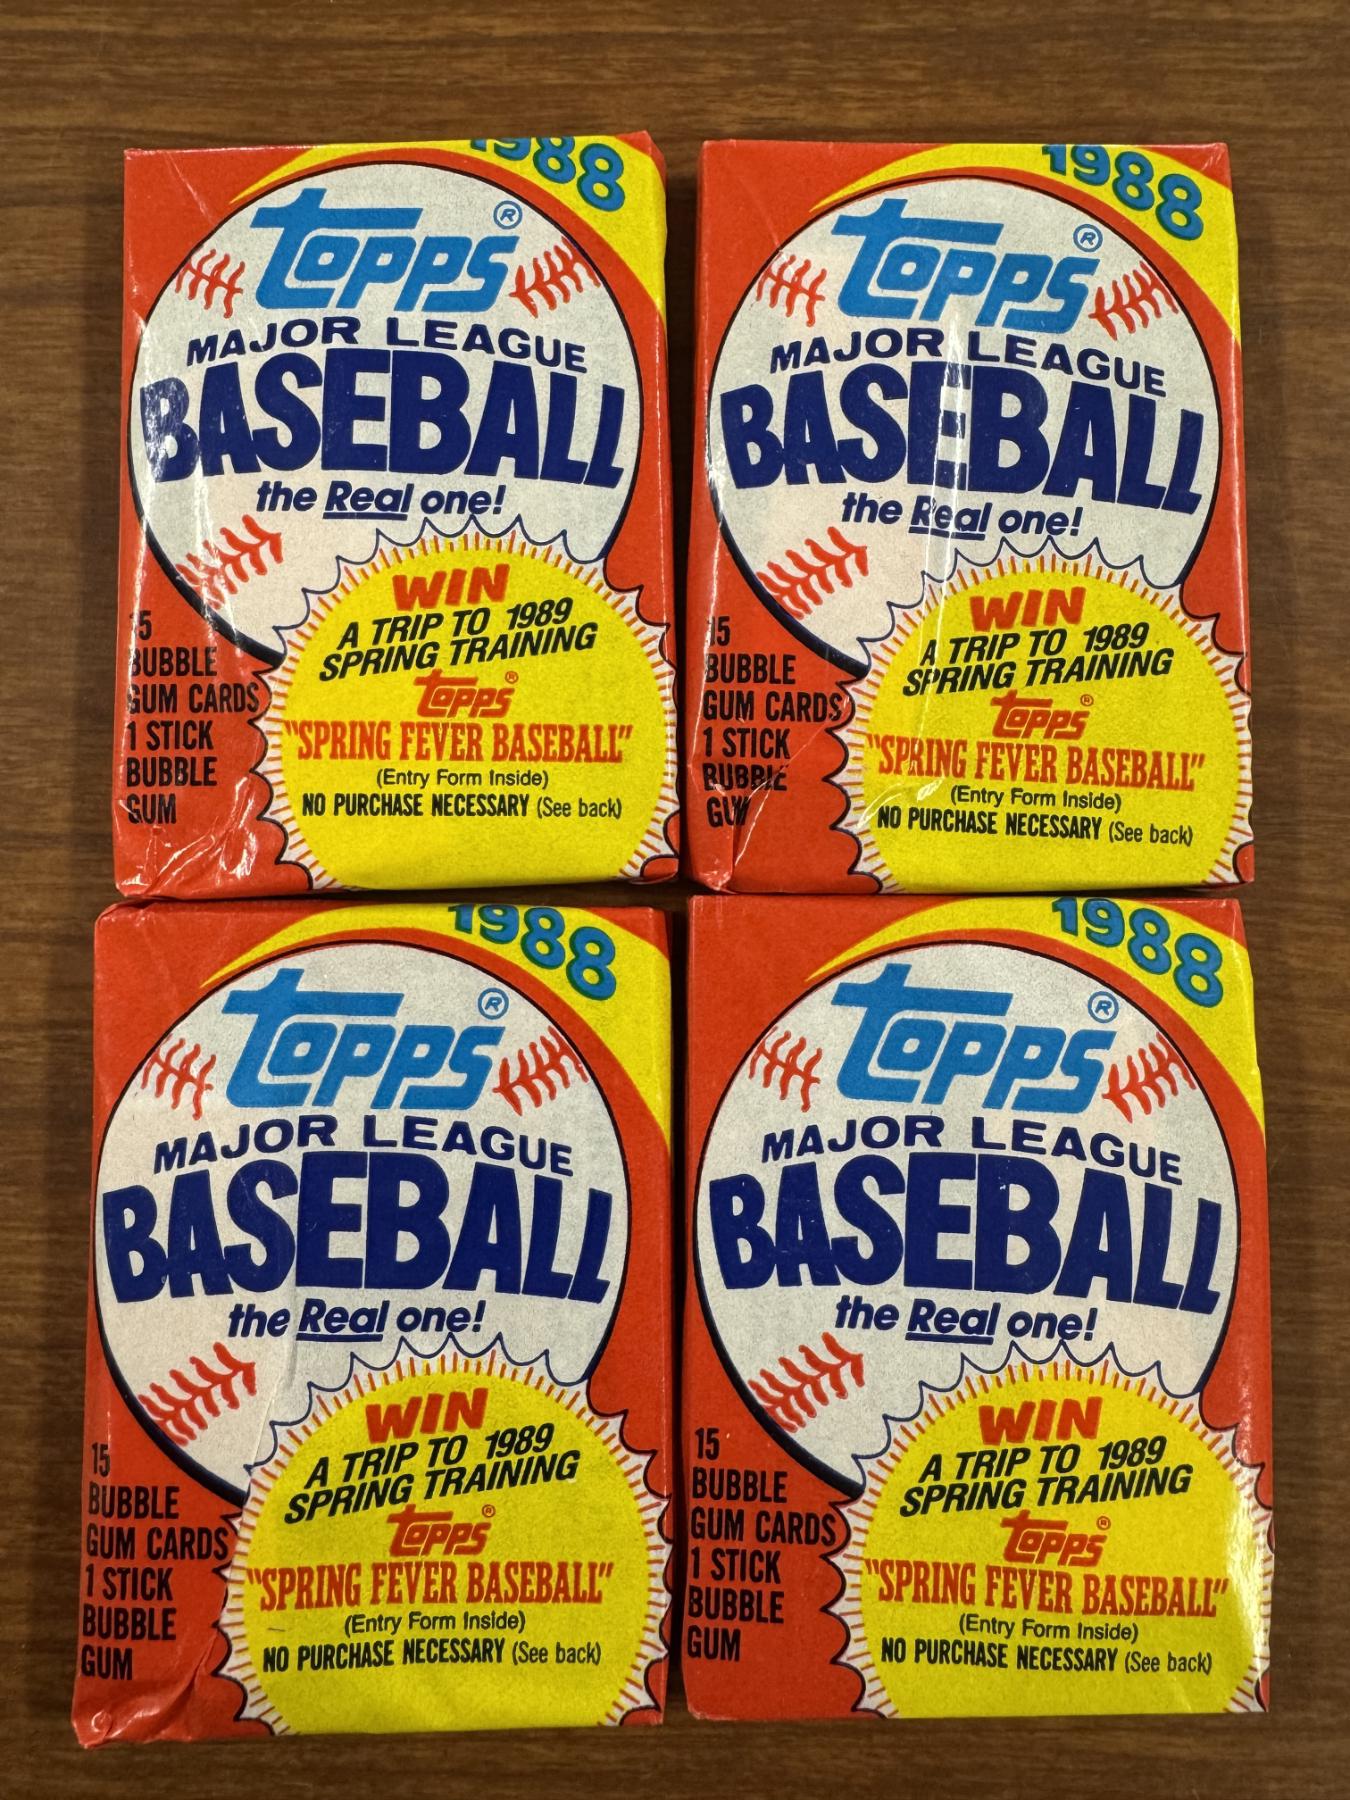 1988
Topps®
MAJOR LEAGUE
BASEBALL
the Real one!
WIN
A TRIP TO 1989
SPRING TRAINING
Topps®
"SPRING FEVER BASEBALL"
(Entry Form Inside)
NO PURCHASE NECESSARY (See back)
15
BUBBLE
GUM CARDS
1 STICK
BUBBLE
GUM
1988
Topps®
MAJOR LEAGUE
BASEBALL
the Real one!
WIN
A TRIP TO 1989
SPRING TRAINING
Topps®
"SPRING FEVER BASEBALL"
(Entry Form Inside)
NO PURCHASE NECESSARY (See back)
15
BUBBLE
GUM CARDS
1 STICK
BUBBLE
GUM
1988
Topps®
MAJOR LEAGUE
BASEBALL
the Real one!
WIN
A TRIP TO 1989
SPRING TRAINING
Topps®
"SPRING FEVER BASEBALL"
(Entry Form Inside)
NO PURCHASE NECESSARY (See back)
15
BUBBLE
GUM CARDS
1 STICK
BUBBLE
GUM
1988
Topps®
MAJOR LEAGUE
BASEBALL
the Real one!
WIN
A TRIP TO 1989
SPRING TRAINING
Topps®
"SPRING FEVER BASEBALL"
(Entry Form Inside)
NO PURCHASE NECESSARY (See back)
15
BUBBLE
GUM CARDS
1 STICK
BUBBLE
GUM